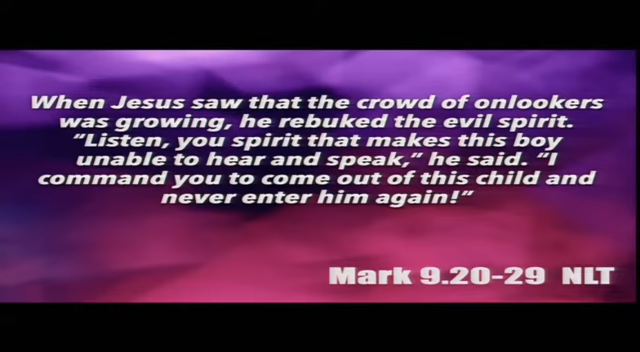 When Jesus saw that the crowd of onlookers
was growing, he rebuked the evil spirit.
“Listen, you spirit that makes this boy
unable to hear and speak,” he said. “I
command you to come out of this child and
never enter him again!”
Mark 9.20-29 NLT